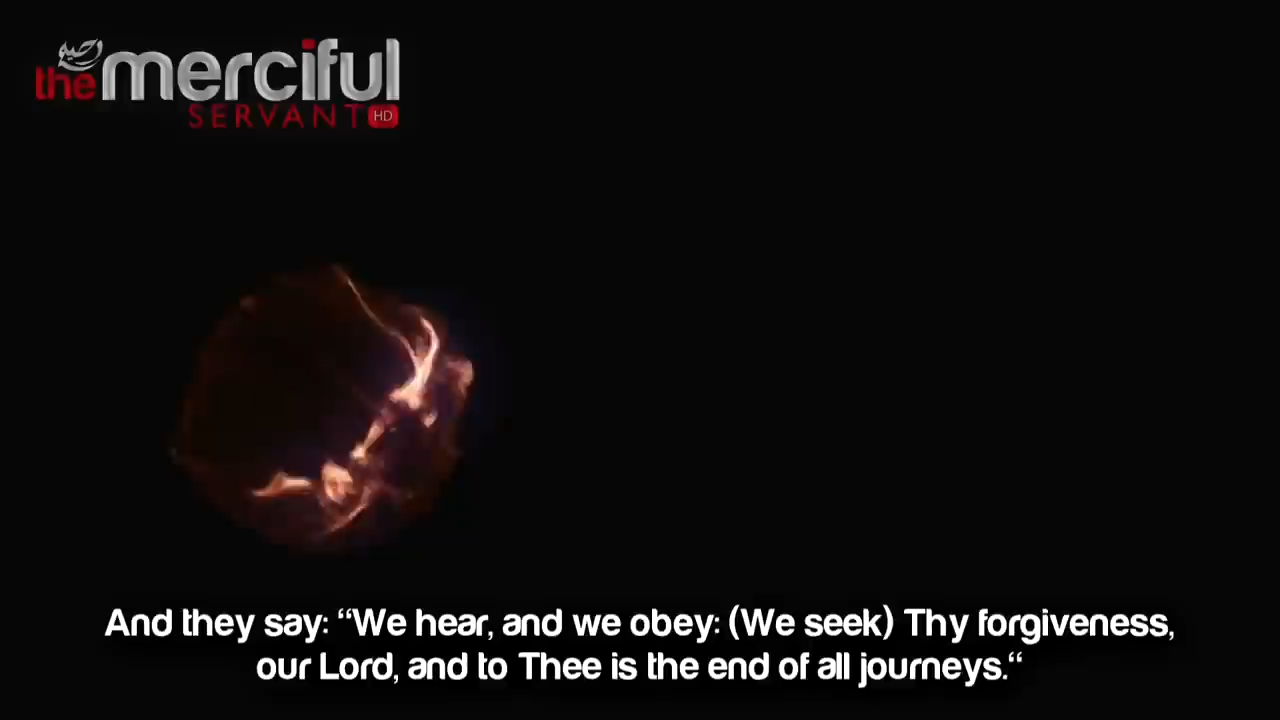 the merciful
SERVANT HD
And they say: “We hear, and we obey: (We seek) Thy forgiveness,
our Lord, and to Thee is the end of all journeys.“